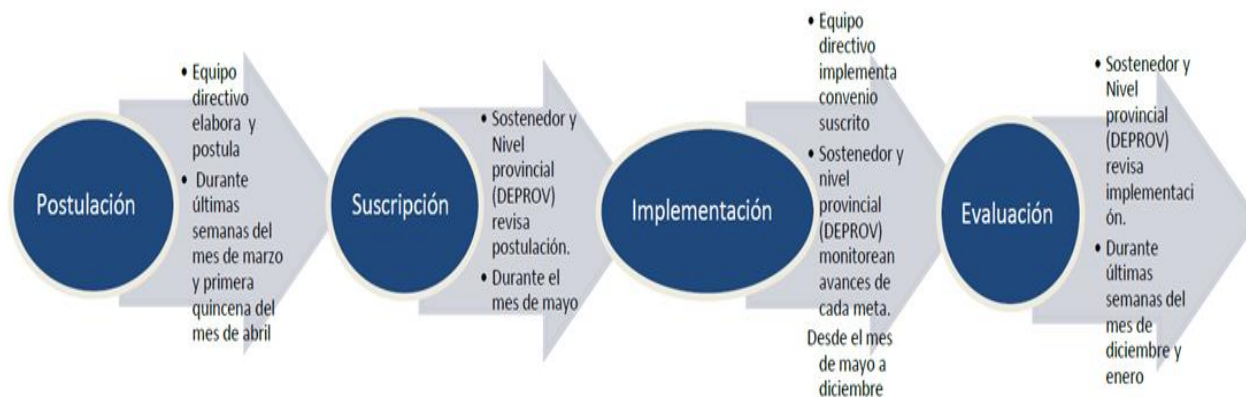 Postulación
• Equipo
directivo
elabora y
postula
• Durante
últimas
semanas del
mes de marzo
y primera
quincena del
mes de abril
Suscripción
• Sostenedor y
Nivel
provincial
(DEPROV)
revisa
postulación.
• Durante el
mes de mayo
Implementación
• Equipo
directivo
implementa
convenio
suscrito
• Sostenedor y
nivel
provincial
(DEPROV)
monitorean
avances de
cada meta.
Desde el mes
de mayo a
diciembre
Evaluación
• Sostenedor y
Nivel
provincial
(DEPROV)
revisa
implementaci
ón.
• Durante
últimas
semanas del
mes de
diciembre y
enero